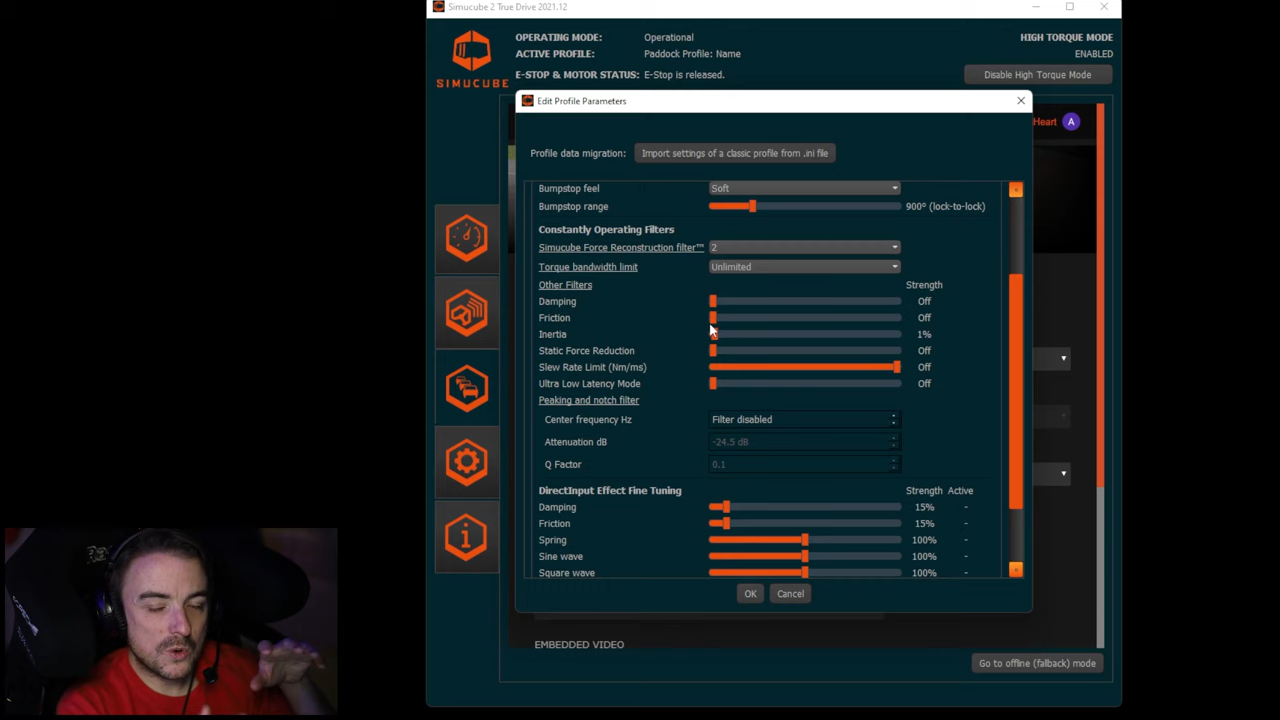 Simucube 2 True Drive 2021.12
OPERATING MODE: Operational
HIGH TORQUE MODE
ACTIVE PROFILE: Paddock Profile: Name
ENABLED
SIMUCUBE
E-STOP & MOTOR STATUS: E-Stop is released.
Disable High Torque Mode
Edit Profile Parameters
Heart A
Profile data migration: Import settings of a classic profile from .ini file
Bumpstop feel Soft
Bumpstop range 900° (lock-to-lock)
Constantly Operating Filters
Simucube Force Reconstruction filter™ 2
Torque bandwidth limit Unlimited
Other Filters Strength
Damping Off
Friction Off
Inertia 1%
Static Force Reduction Off
Slew Rate Limit (Nm/ms) Off
Ultra Low Latency Mode Off
Peaking and notch filter
Center frequency Hz Filter disabled
Attenuation dB -24.5 dB
Q Factor 0.1
DirectInput Effect Fine Tuning Strength Active
Damping 15% -
Friction 15% -
Spring 100% -
Sine wave 100% -
Square wave 100% -
OK Cancel
EMBEDDED VIDEO
Go to offline (fallback) mode